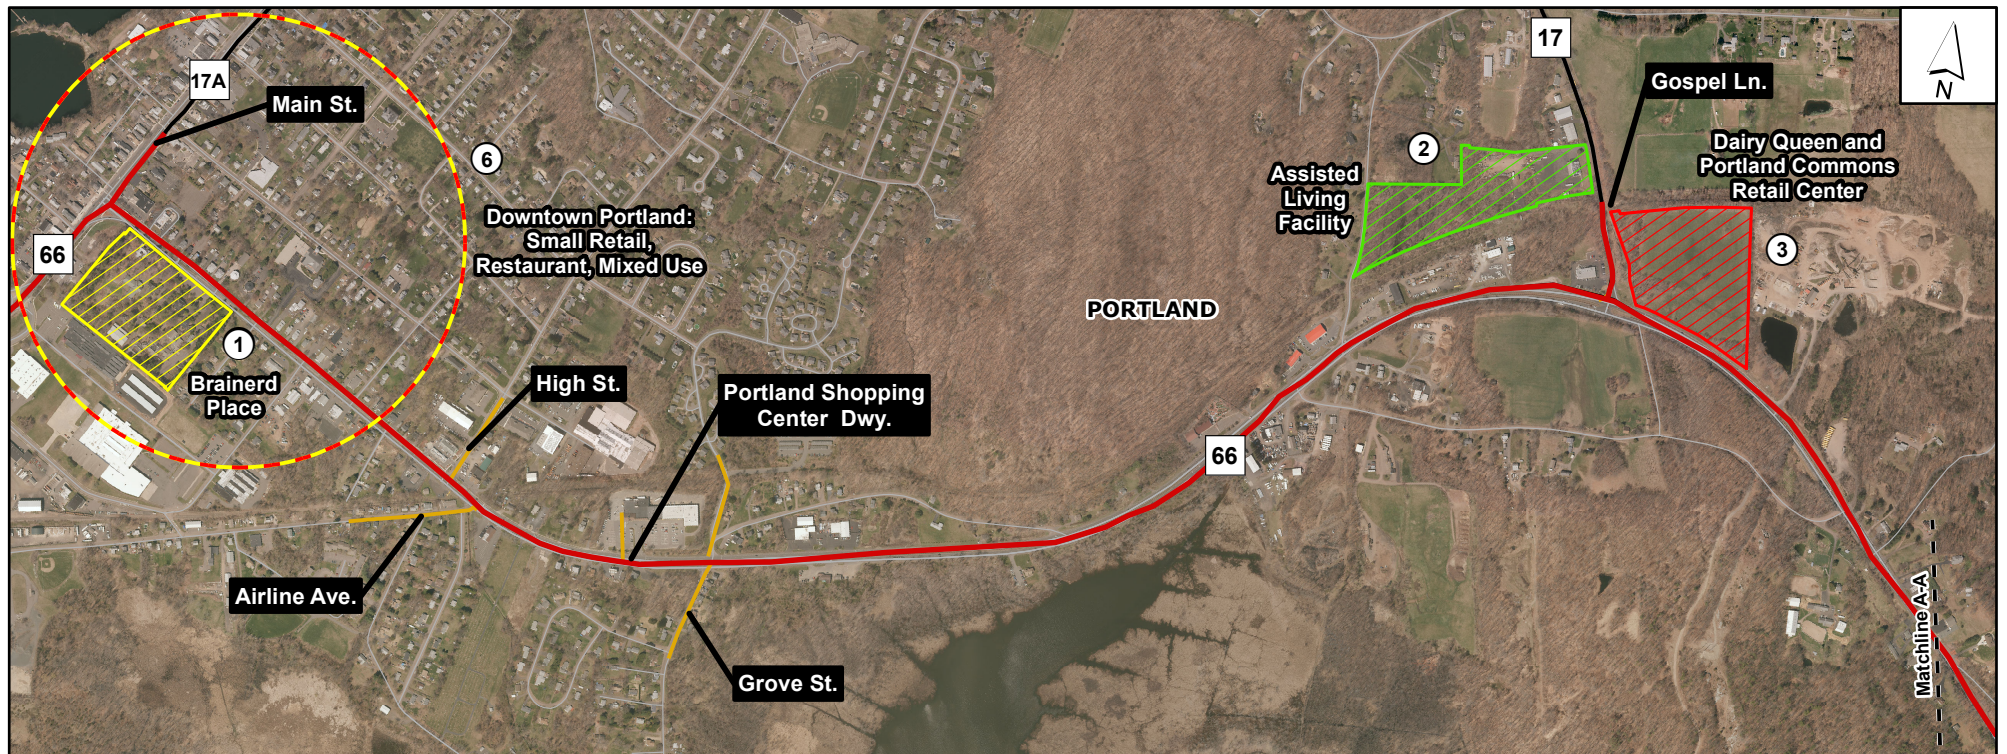 17A
Main St.
66
6
Downtown Portland:
Small Retail,
Restaurant, Mixed Use
1
Brainerd
Place
High St.
Portland Shopping
Center Dwy.
Airline Ave.
Grove St.
PORTLAND
66
17
Gospel Ln.
2
Assisted
Living
Facility
Dairy Queen and
Portland Commons
Retail Center
3
N
Matchline A-A